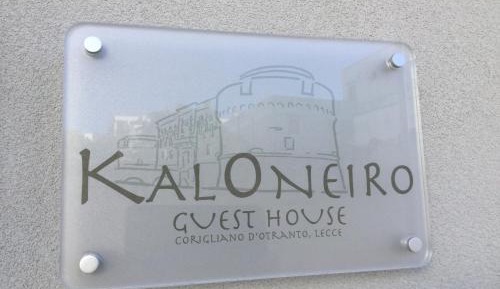 KALONEIRO
GUEST HOUSE
CORIGLIANO D'OTRANTO, LECCE